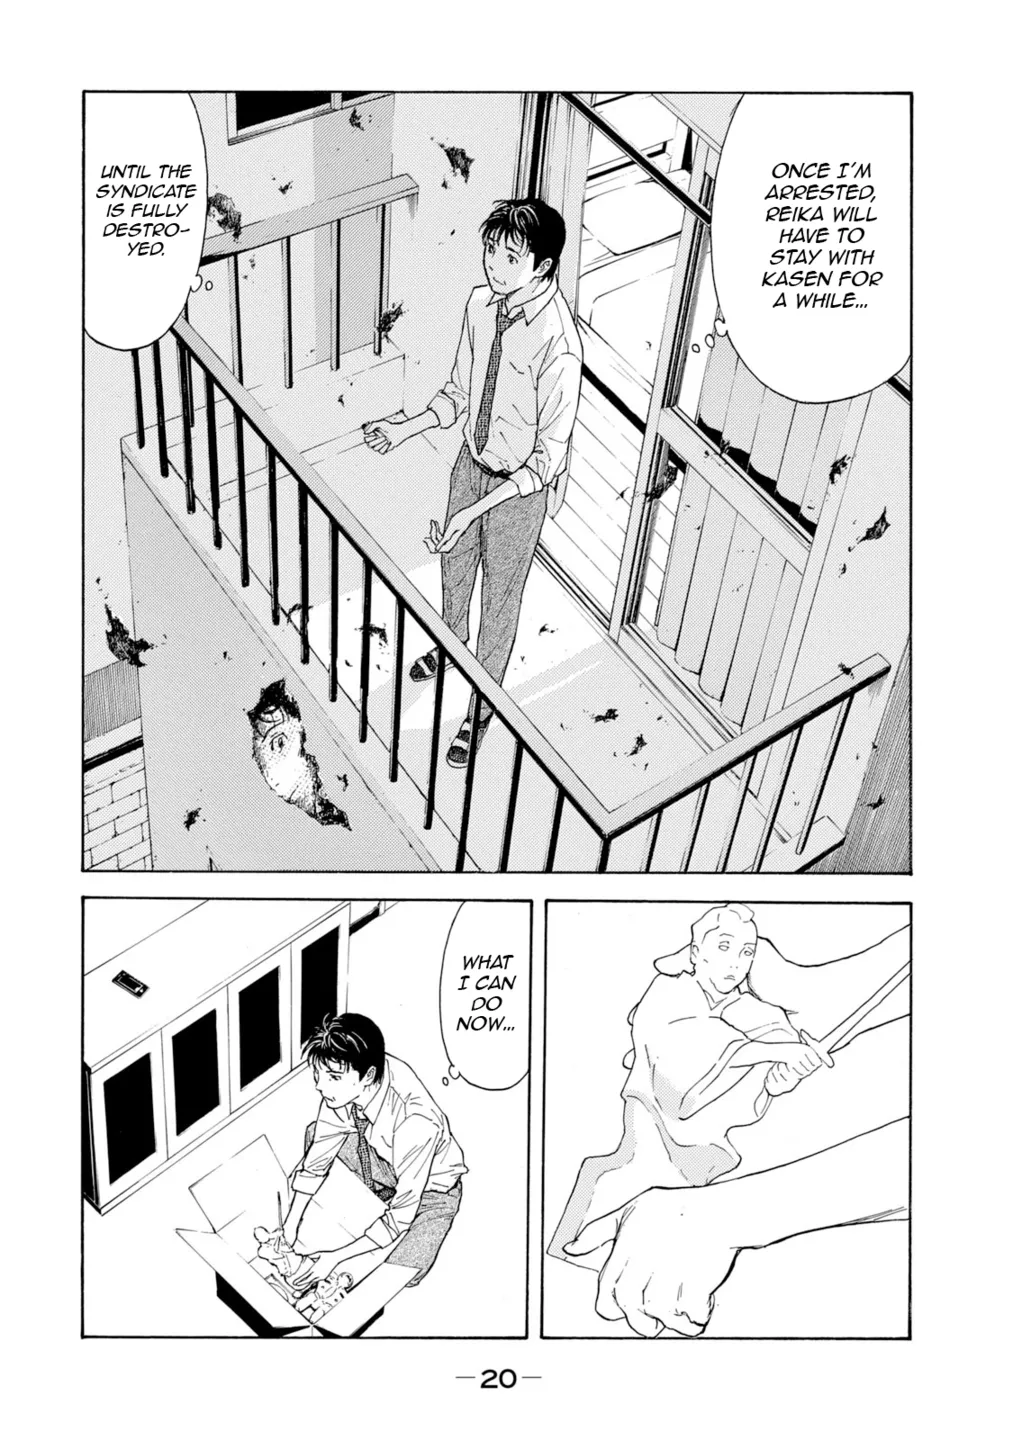 ONCE I'M
ARRESTED,
REIKA WILL
HAVE TO
STAY WITH
KASEN FOR
A WHILE...
UNTIL THE
SYNDICATE
IS FULLY
DESTRO-
YED.
WHAT
I CAN
DO
NOW...
—20—